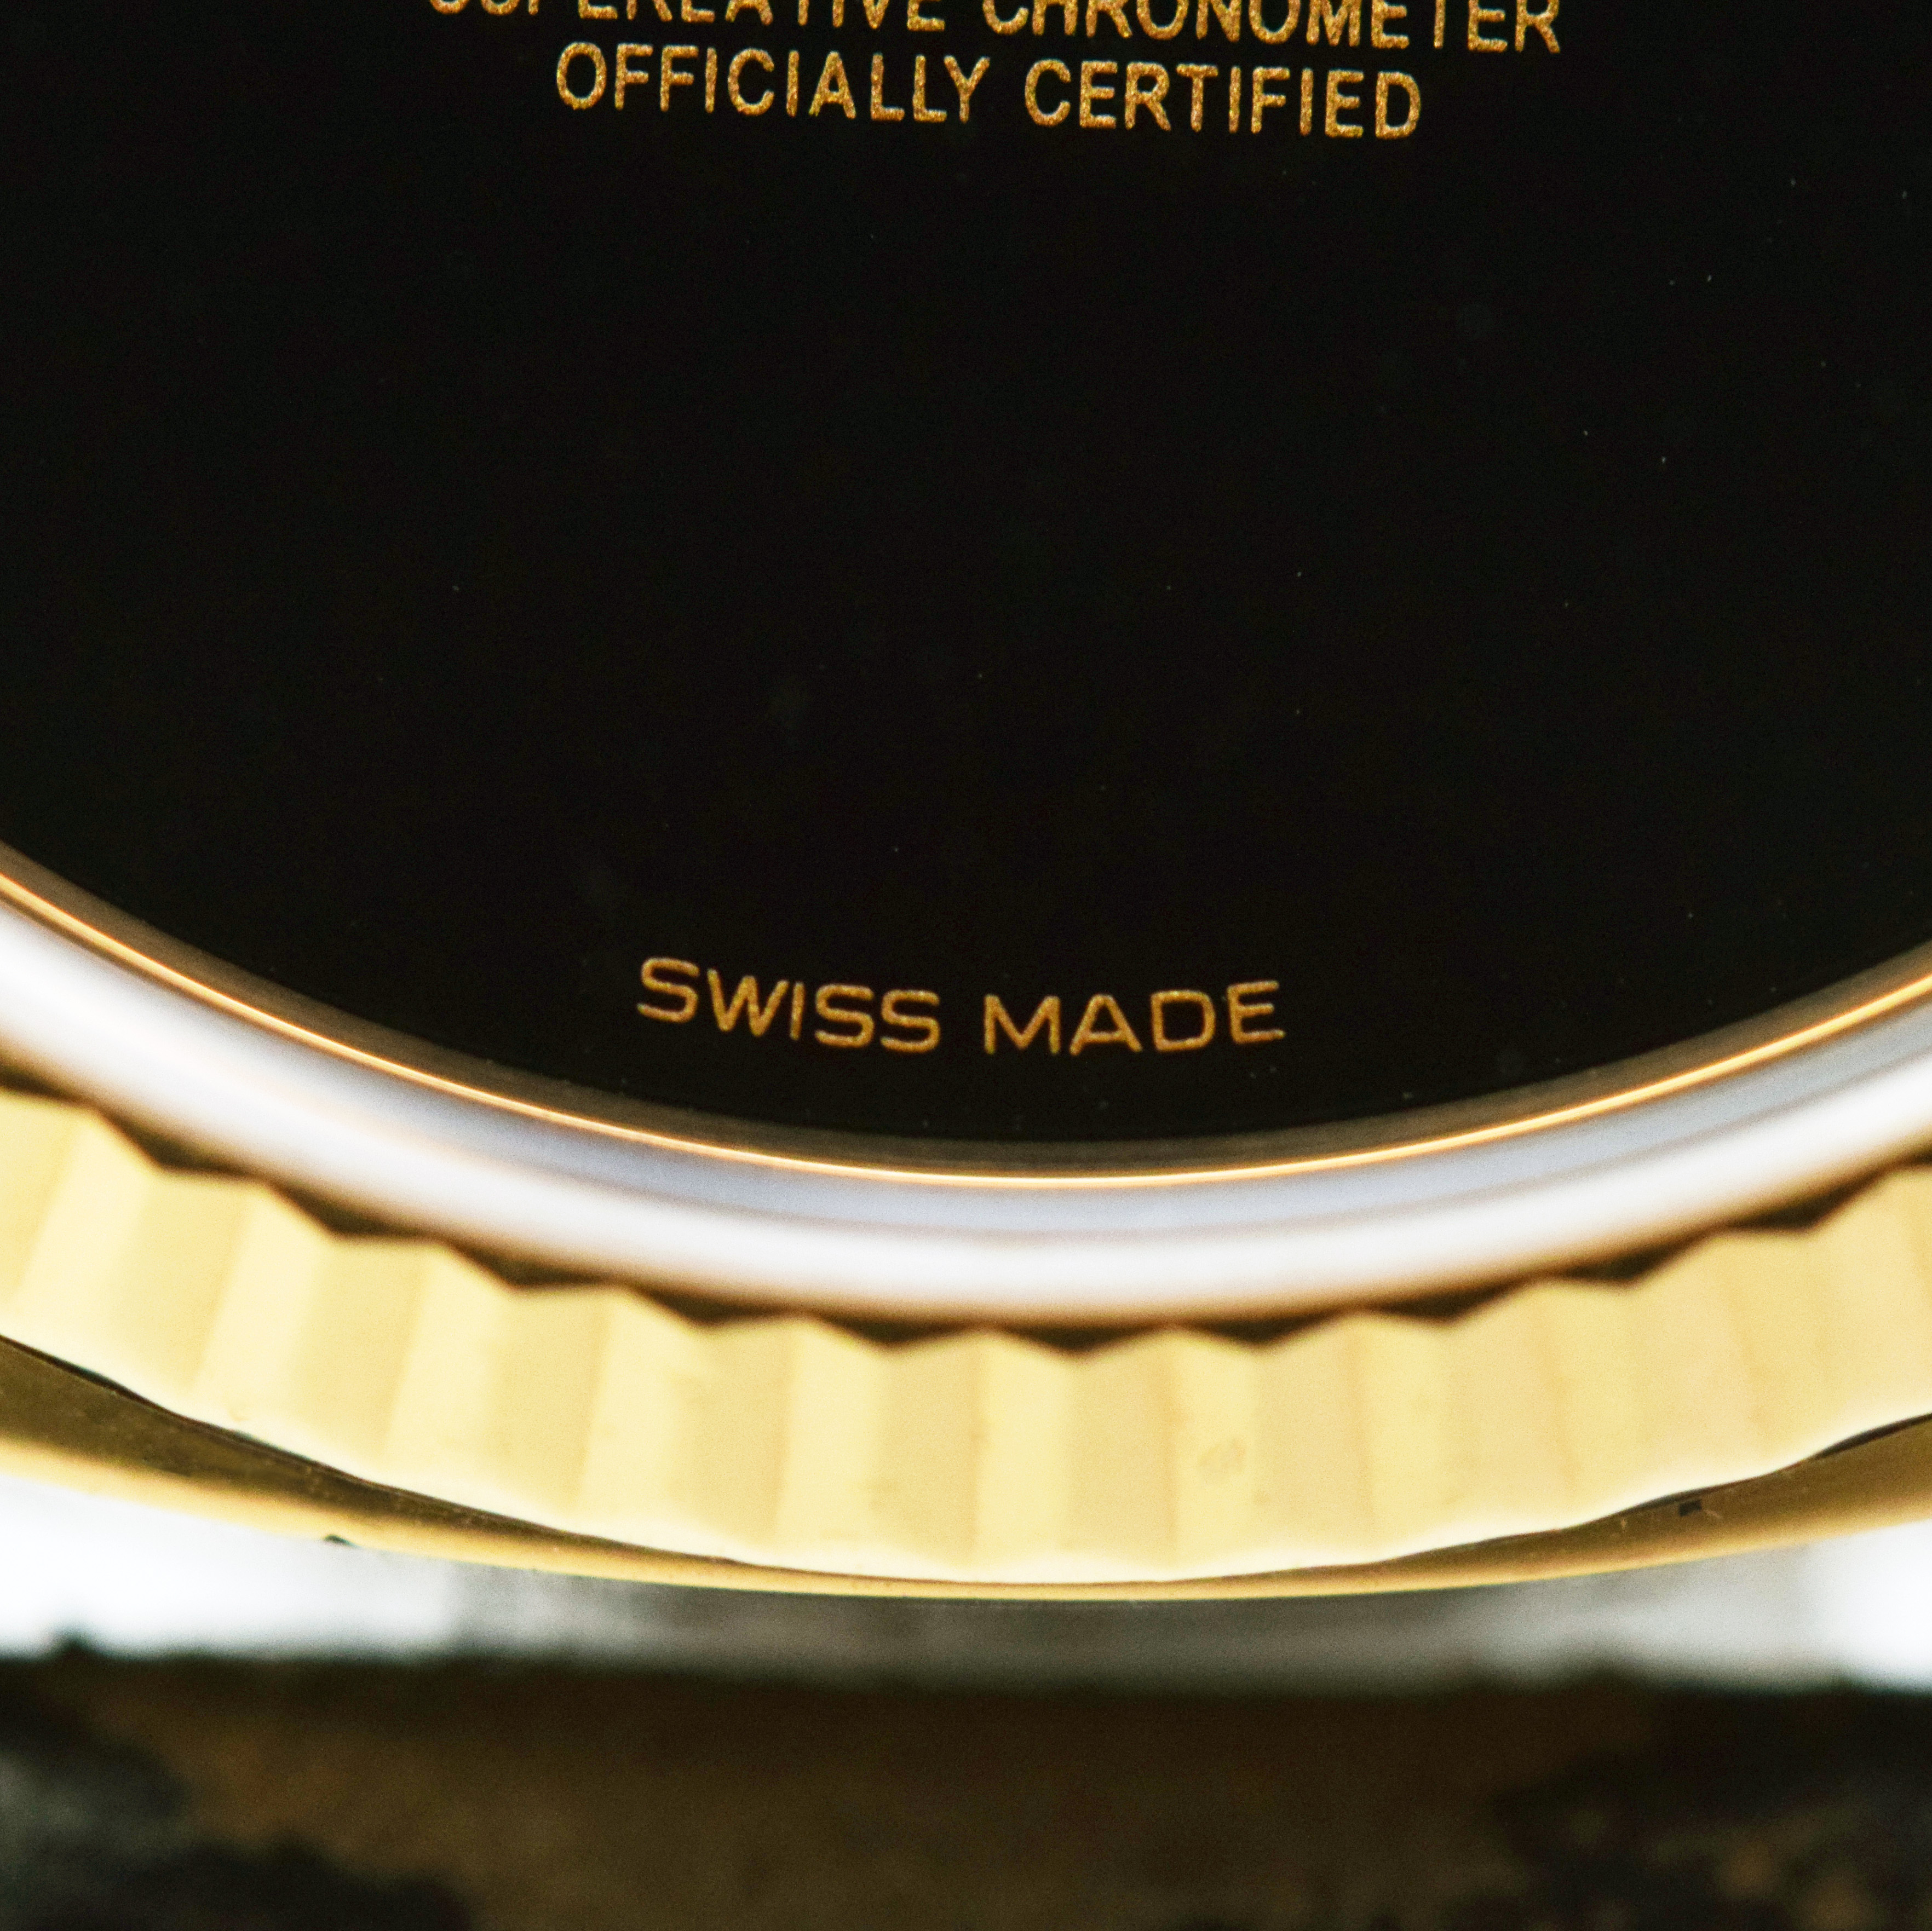 SUPERLATIVE CHRONOMETER
OFFICIALLY CERTIFIED
SWISS MADE